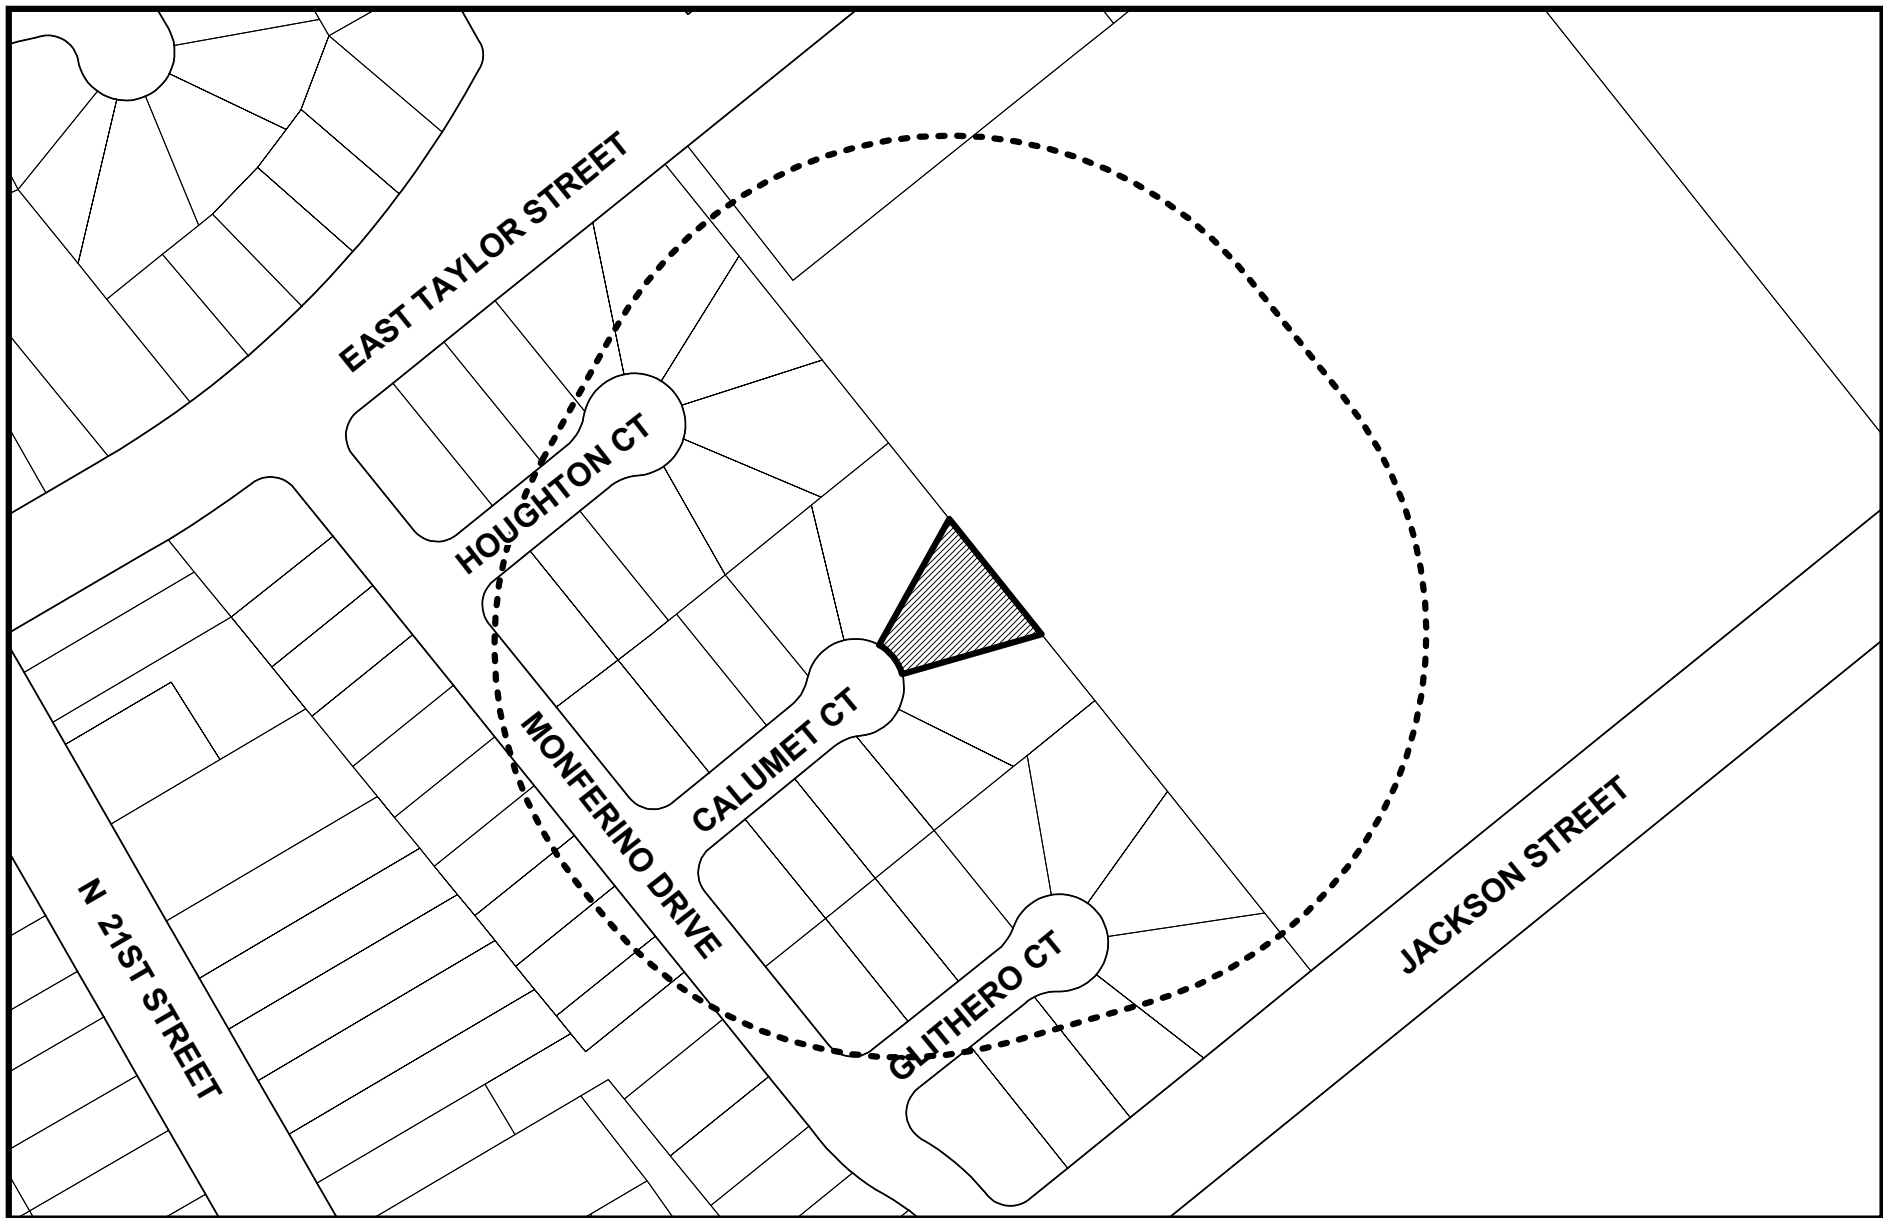 EAST TAYLOR STREET
HOUGHTON CT
CALUMET CT
MONFERINO DRIVE
JACKSON STREET
N 21ST STREET
GLITHERO CT